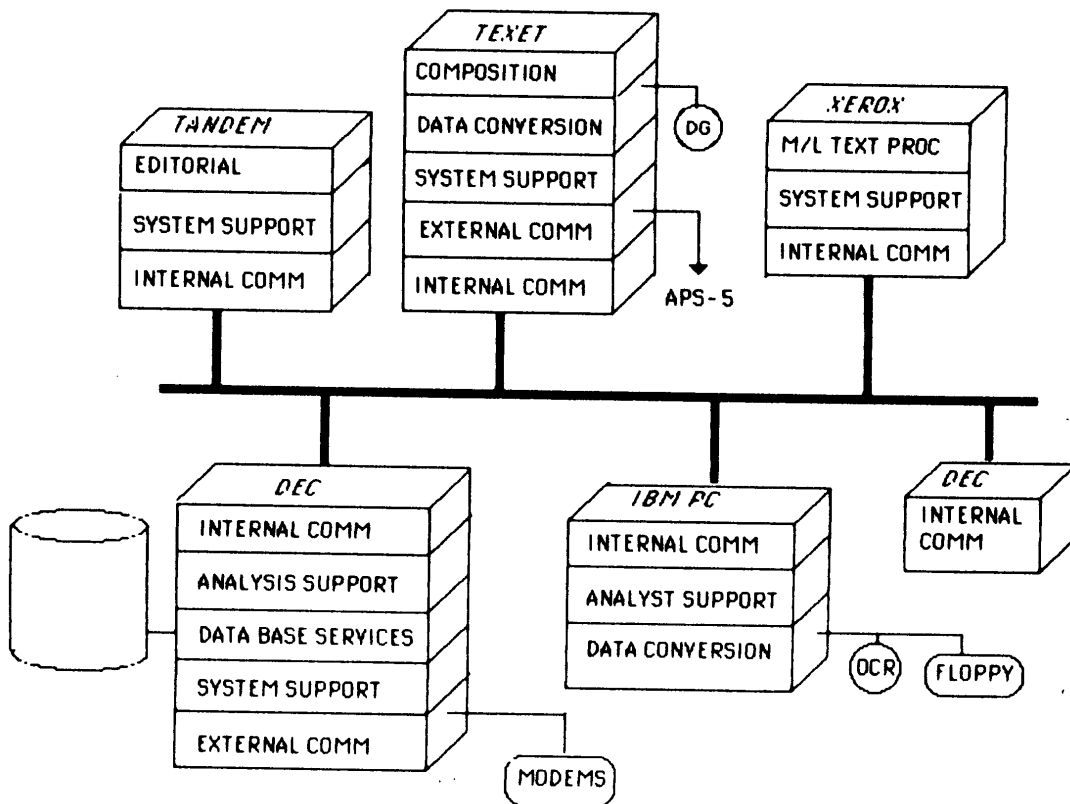 TANDEM
EDITORIAL
SYSTEM SUPPORT
INTERNAL COMM
TEXET
COMPOSITION
DATA CONVERSION
SYSTEM SUPPORT
EXTERNAL COMM
INTERNAL COMM
DG
APS-5
XEROX
M/L TEXT PROC
SYSTEM SUPPORT
INTERNAL COMM
DEC
INTERNAL COMM
ANALYSIS SUPPORT
DATA BASE SERVICES
SYSTEM SUPPORT
EXTERNAL COMM
MODEMS
IBM PC
INTERNAL COMM
ANALYST SUPPORT
DATA CONVERSION
OCR
FLOPPY
DEC
INTERNAL
COMM